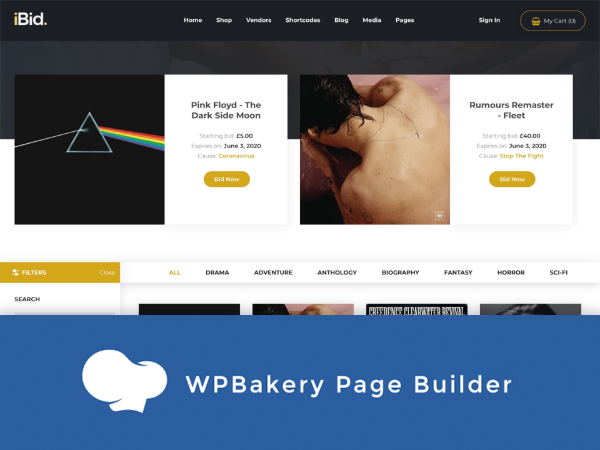 iBid.
Home Shop Vendors Shortcodes Blog Media Pages Sign In My Cart (0)
Pink Floyd - The
Dark Side Moon
Starting bid: £5.00
Expires on: June 3, 2020
Cause: Coronavirus
Bid Now
Rumours Remaster
- Fleet
Starting bid: £40.00
Expires on: June 3, 2020
Cause: Stop The Fight
Bid Now
FILTERS Close
ALL DRAMA ADVENTURE ANTHOLOGY BIOGRAPHY FANTASY HORROR SCI-FI
SEARCH
CREEDENCE CLEARWATER REVIVAL
WPBakery Page Builder